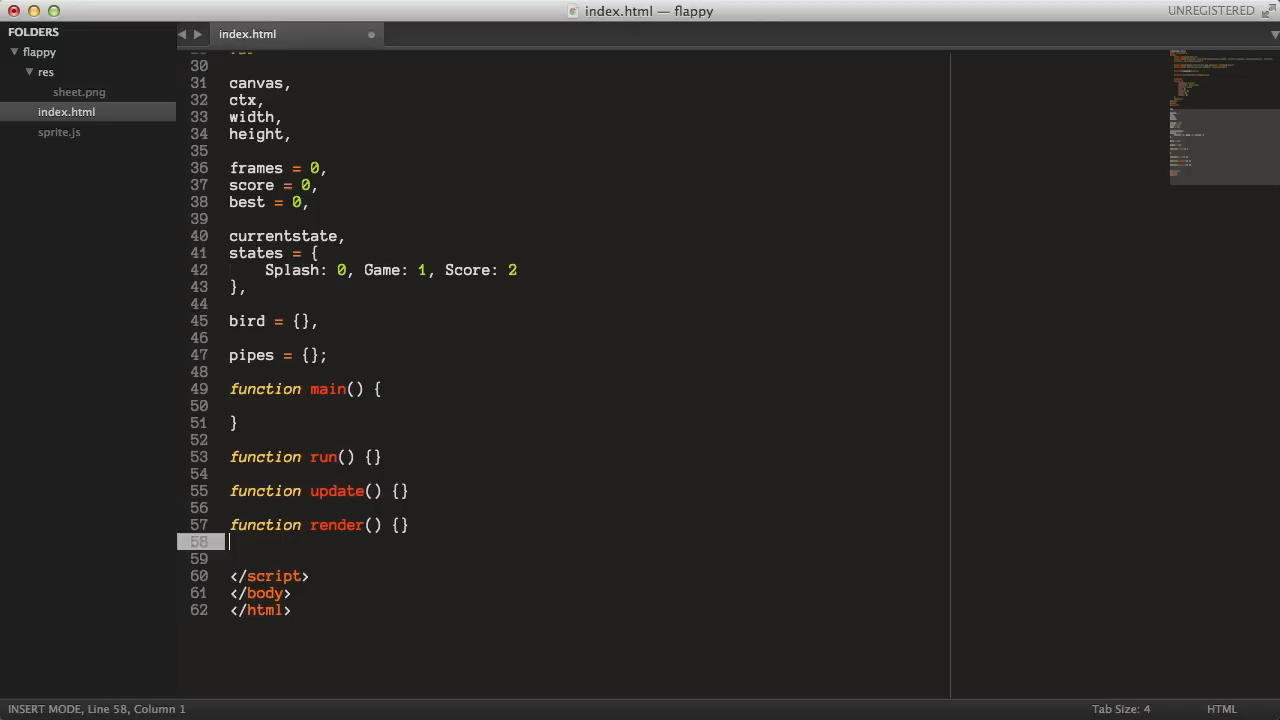 index.html — flappy
UNREGISTERED
FOLDERS
flappy
res
sheet.png
index.html
sprite.js
index.html
30
31 canvas,
32 ctx,
33 width,
34 height,
35
36 frames = 0,
37 score = 0,
38 best = 0,
39
40 currentstate,
41 states = {
42 Splash: 0, Game: 1, Score: 2
43 },
44
45 bird = {},
46
47 pipes = {};
48
49 function main() {
50
51 }
52
53 function run() {}
54
55 function update() {}
56
57 function render() {}
58
59
60 </script>
61 </body>
62 </html>
INSERT MODE, Line 58, Column 1
Tab Size: 4
HTML